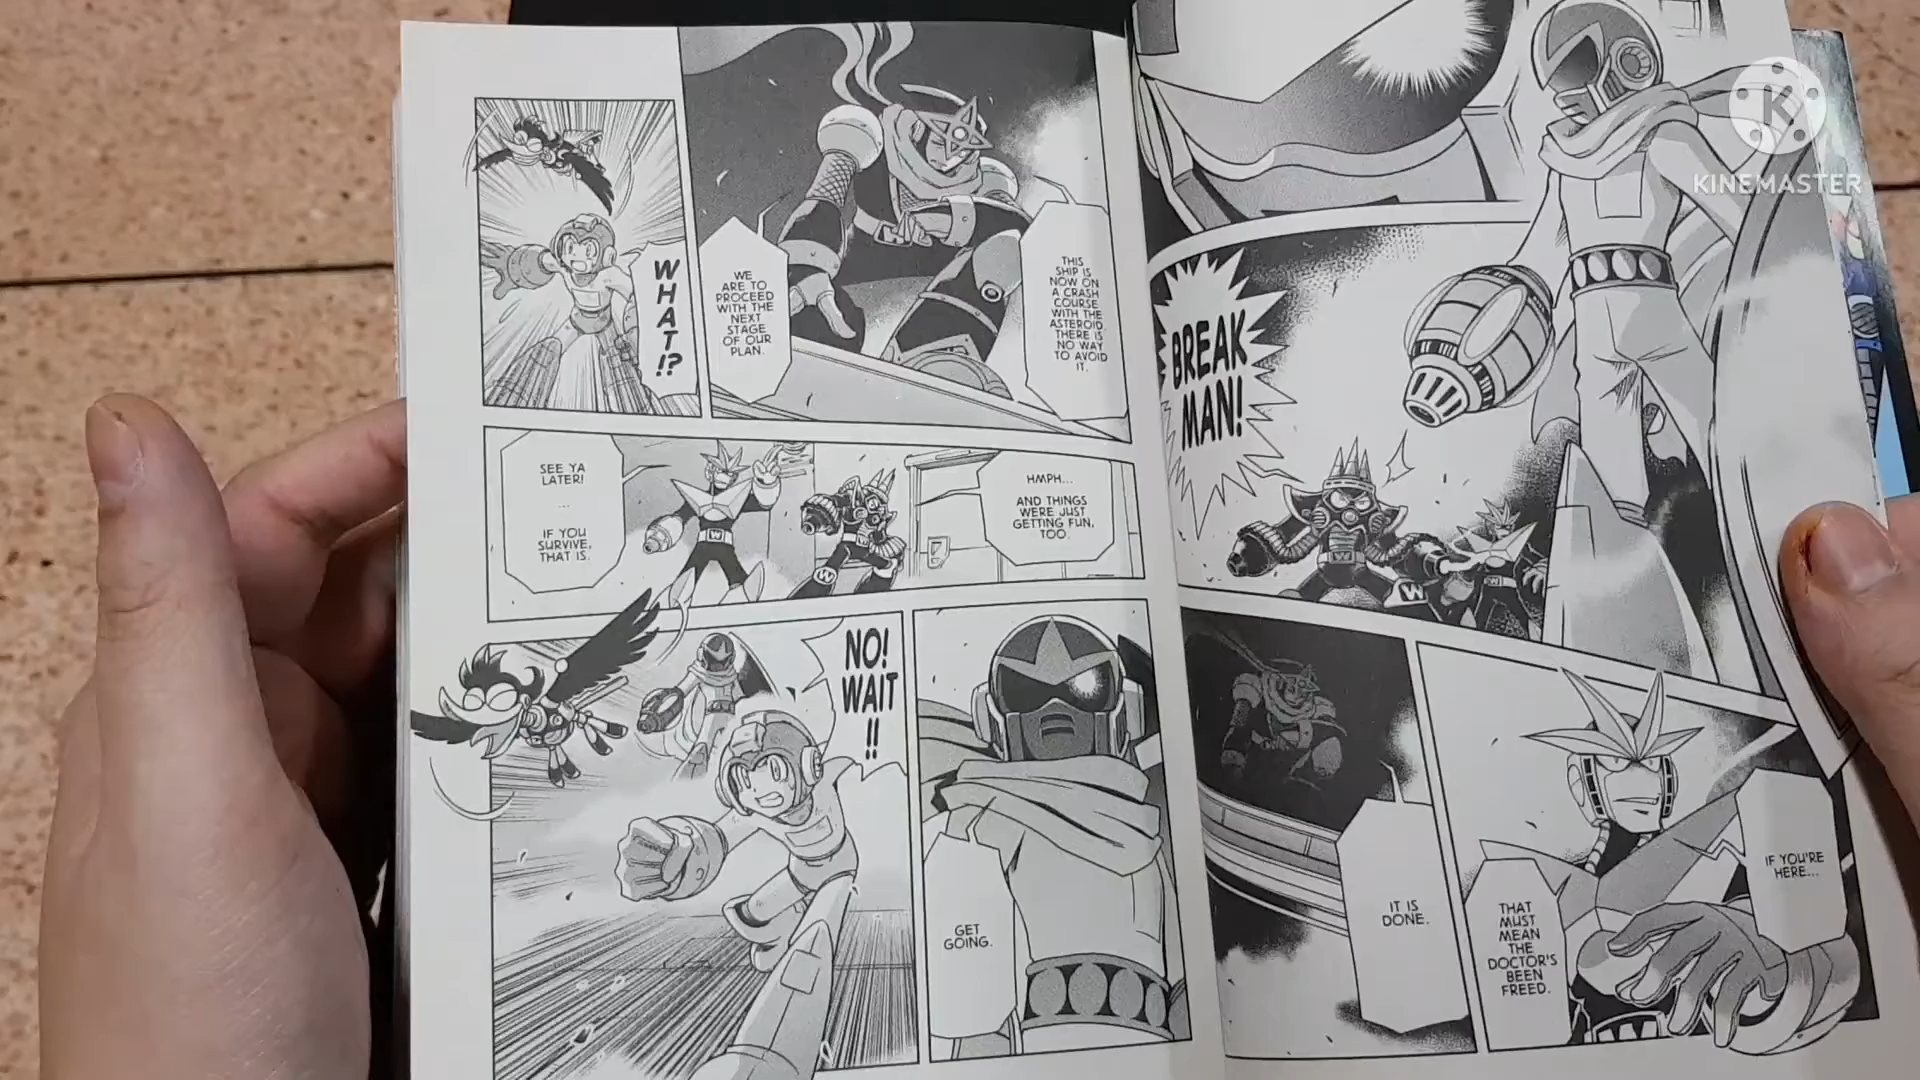 KINEMASTER
BREAK
MAN!
IF YOU'RE
HERE...
THAT
MUST
MEAN
THE
DOCTOR'S
BEEN
FREED.
IT IS
DONE.
THIS
SHIP IS
NOW ON
A CRASH
COURSE
WITH THE
ASTEROID.
THERE IS
NO WAY
TO AVOID
IT.
WE
ARE TO
PROCEED
WITH THE
NEXT
STAGE
OF OUR
PLAN.
WHAT!?
HMPH...
AND THINGS
WERE JUST
GETTING FUN,
TOO.
SEE YA
LATER!
...
IF YOU
SURVIVE,
THAT IS.
GET
GOING.
NO!
WAIT
!!